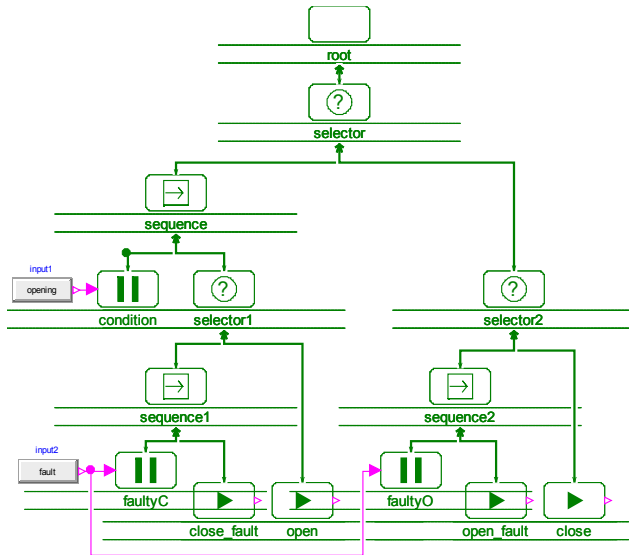 root
?
selector
sequence
input1
opening
?
?
condition
selector1
selector2
sequence1
sequence2
input2
fault
faultyC
faultyO
close_fault
open
open_fault
close